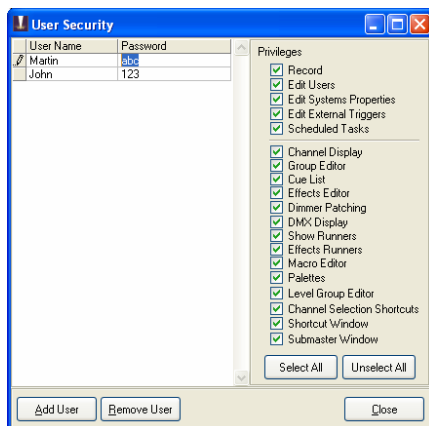 User Security
User Name Password
Martin abc
John 123
Privileges
Record
Edit Users
Edit Systems Properties
Edit External Triggers
Scheduled Tasks
Channel Display
Group Editor
Cue List
Effects Editor
Dimmer Patching
DMX Display
Show Runners
Effects Runners
Macro Editor
Palettes
Level Group Editor
Channel Selection Shortcuts
Shortcut Window
Submaster Window
Select All Unselect All
Add User Remove User Close